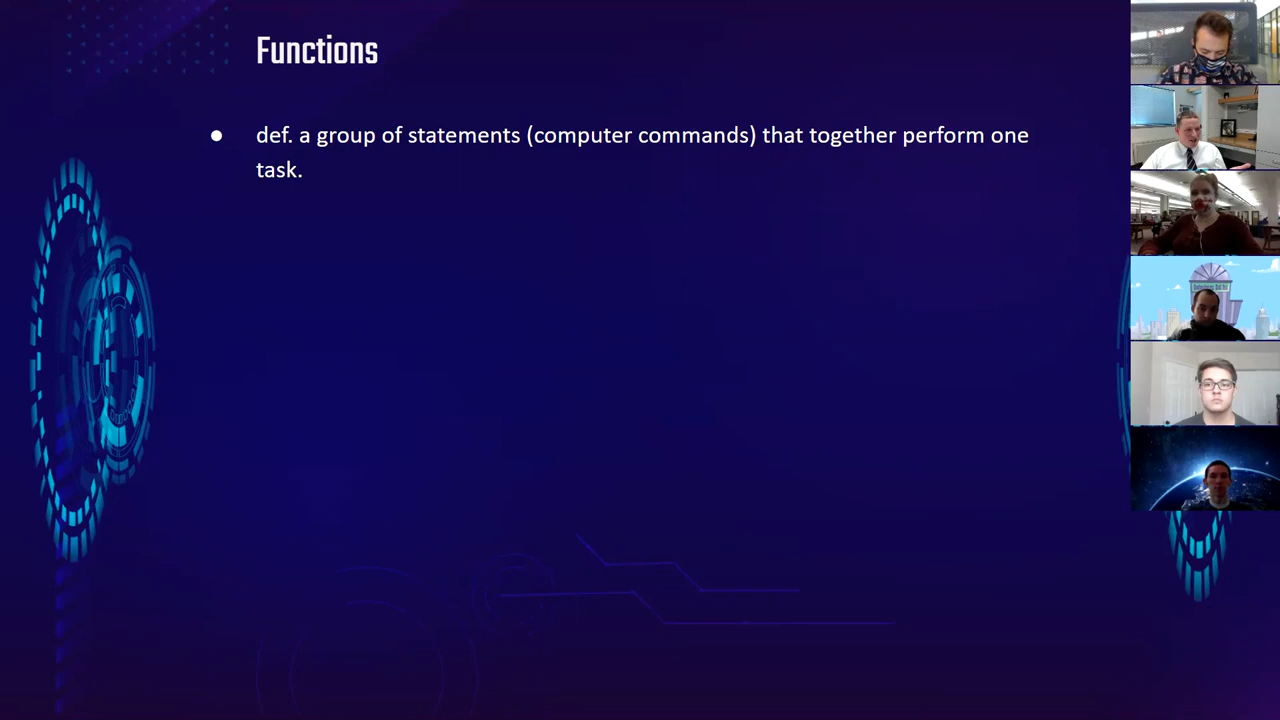 Functions
● def. a group of statements (computer commands) that together perform one
task.